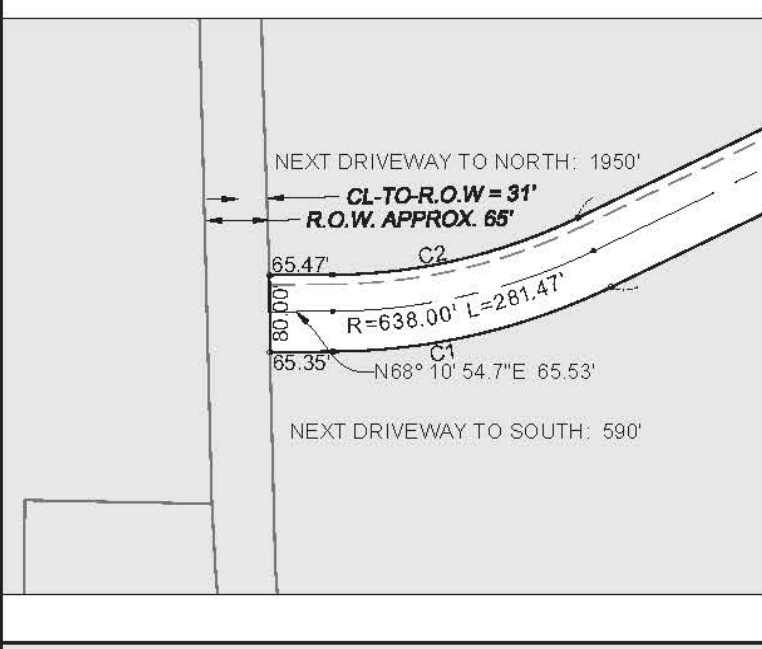 NEXT DRIVEWAY TO NORTH: 1950'
CL-TO-R.O.W = 31'
R.O.W. APPROX. 65'
C2
65.47'
80.00'
R=638.00' L=281.47'
65.35'
C1
N68° 10' 54.7"E 65.53'
NEXT DRIVEWAY TO SOUTH: 590'